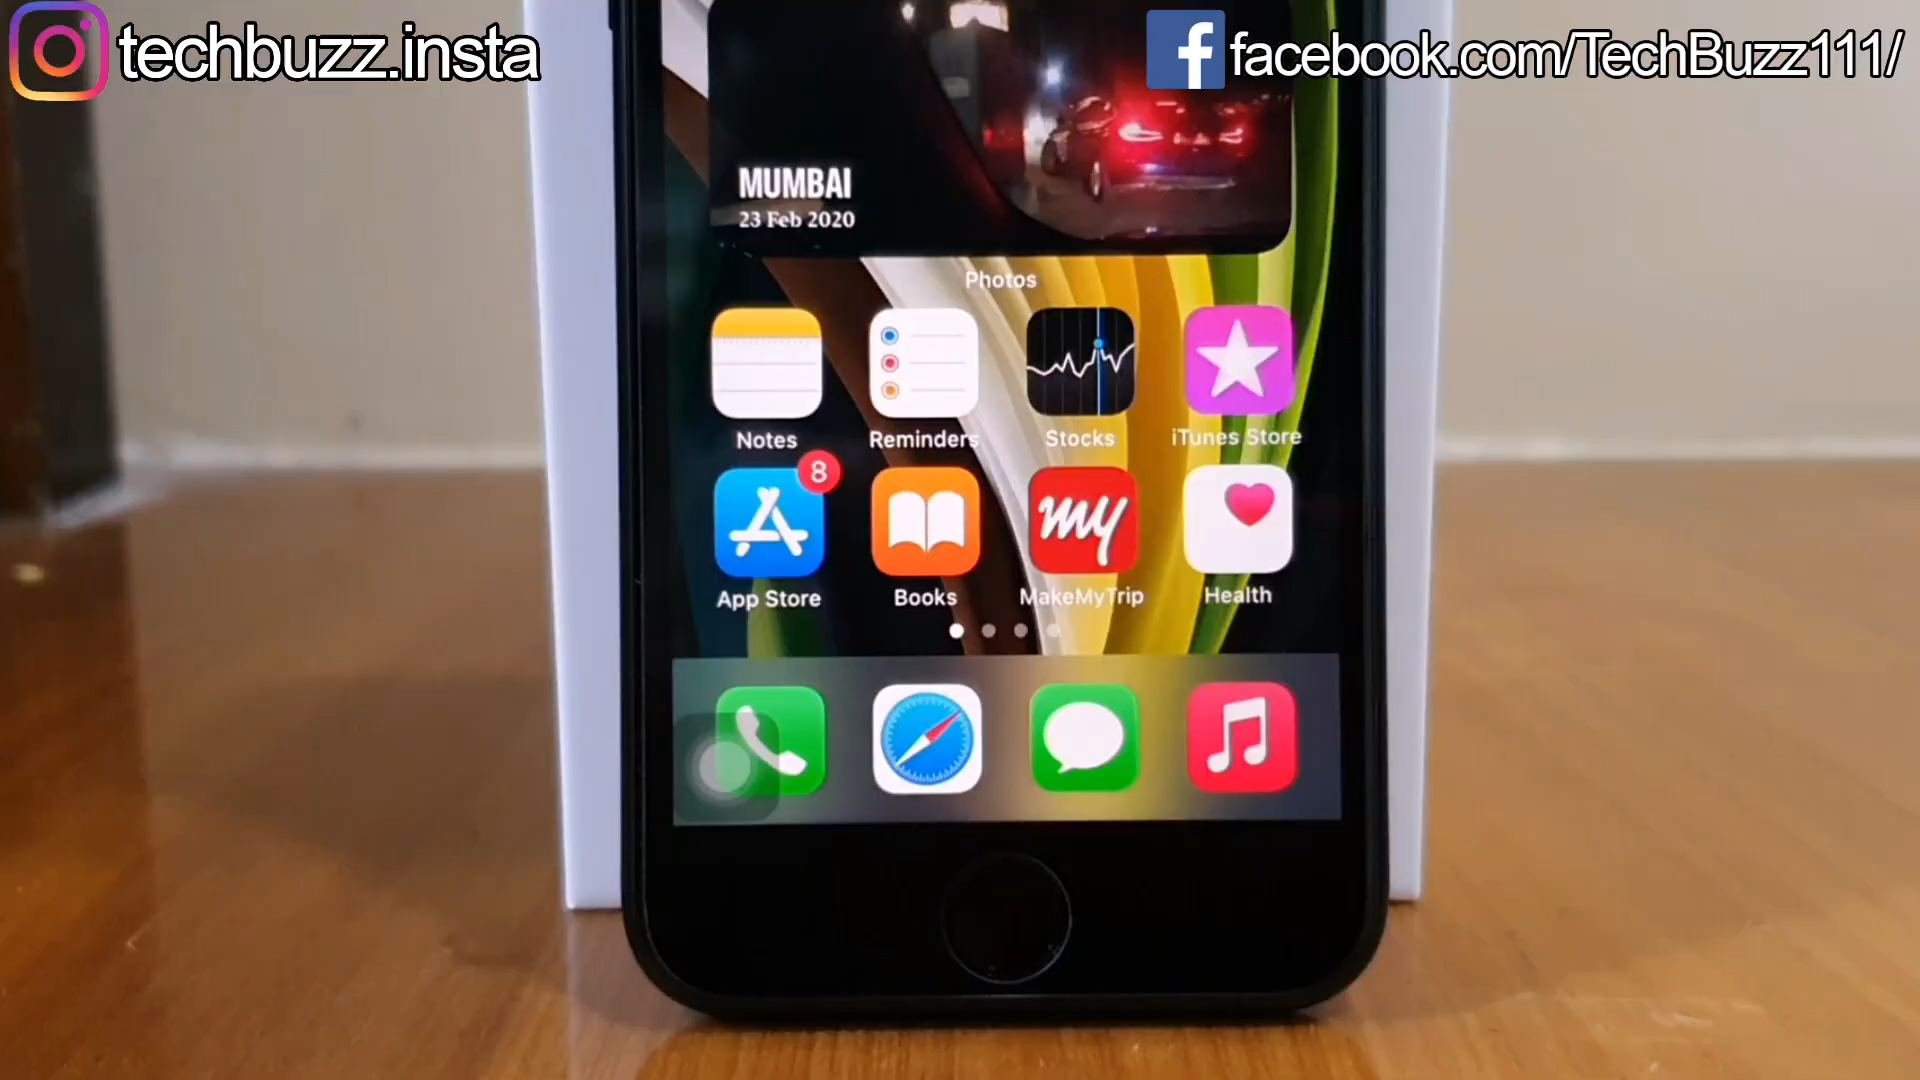 techbuzz.insta
facebook.com/TechBuzz111/
MUMBAI
23 Feb 2020
Photos
Notes
Reminders
Stocks
iTunes Store
8
App Store
Books
my
MakeMyTrip
Health